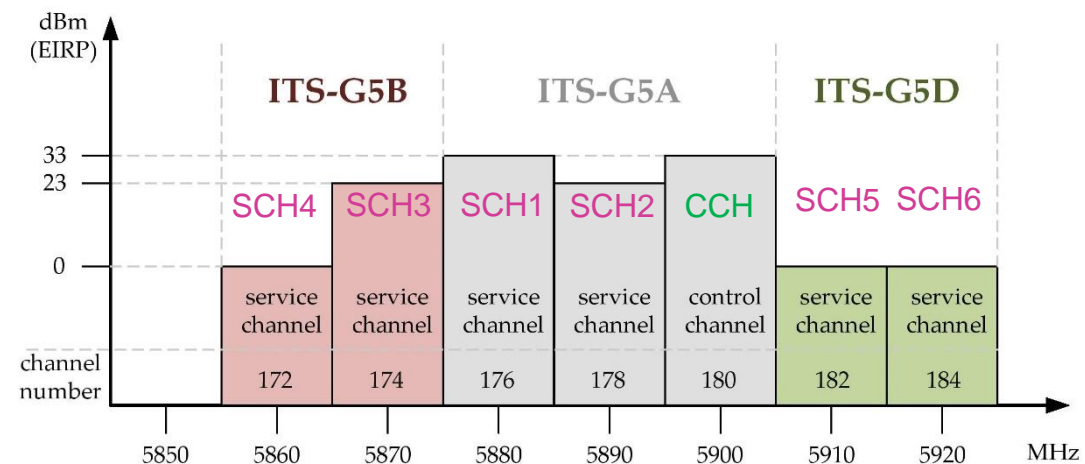 dBm
(EIRP)
ITS-G5B
ITS-G5A
ITS-G5D
33
23
SCH4
SCH3
SCH1
SCH2
CCH
SCH5
SCH6
0
service
channel
service
channel
service
channel
service
channel
control
channel
service
channel
service
channel
channel
number
172
174
176
178
180
182
184
5850
5860
5870
5880
5890
5900
5910
5920
MHz